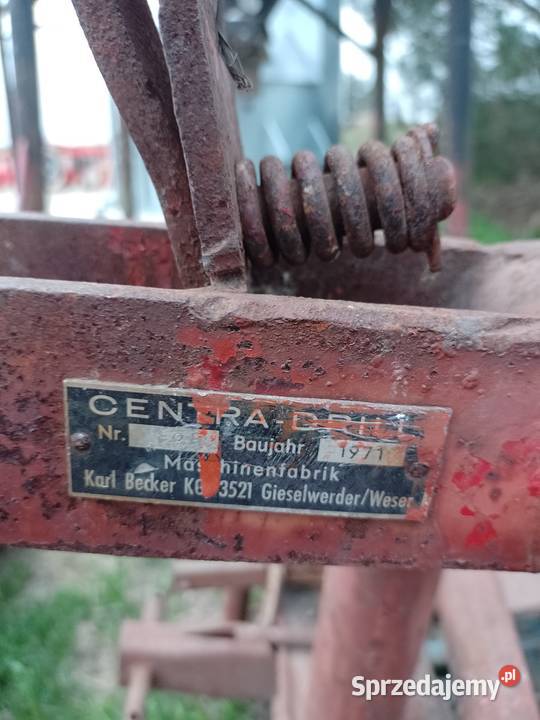 CENTRA-DRILL
Nr. Baujahr 1971
Maschinenfabrik
Karl Becker KG 3521 Gieselwerder/Weser
Sprzedajemy.pl